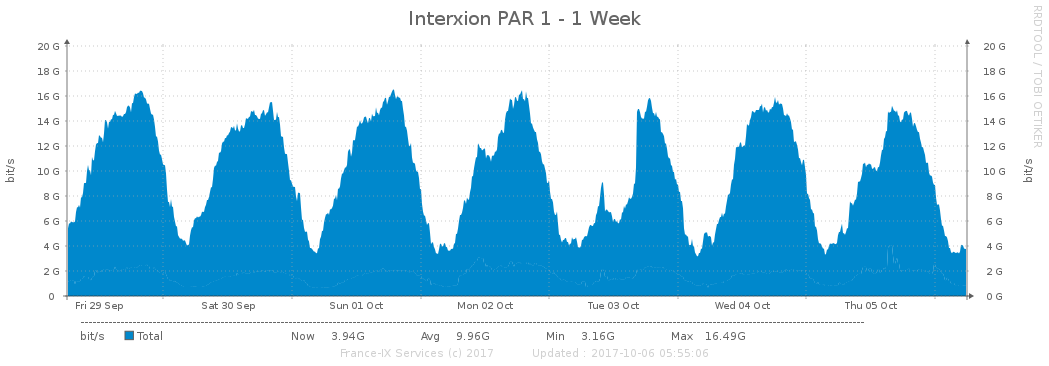 Interxion PAR 1 - 1 Week
RRDTOOL / TOBI OETIKER
20 G 20 G
18 G 18 G
16 G 16 G
14 G 14 G
12 G 12 G
10 G 10 G
8 G 8 G
6 G 6 G
4 G 4 G
2 G 2 G
0 0 G
bit/s
bit/s
Fri 29 Sep Sat 30 Sep Sun 01 Oct Mon 02 Oct Tue 03 Oct Wed 04 Oct Thu 05 Oct
bit/s Total Now 3.94G Avg 9.96G Min 3.16G Max 16.49G
France-IX Services (c) 2017 Updated : 2017-10-06 05:55:06